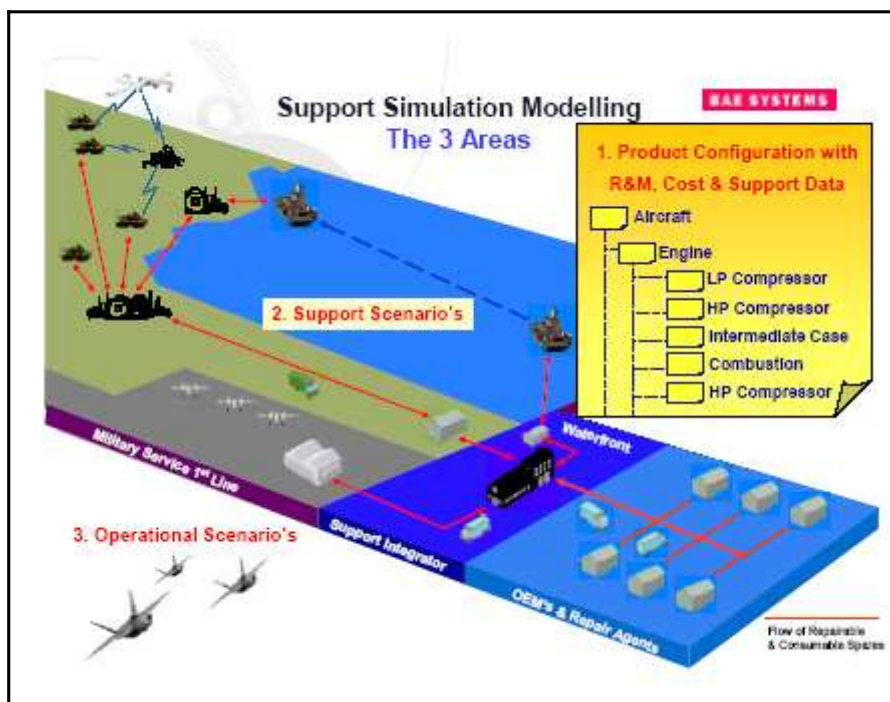 Support Simulation Modelling
The 3 Areas
BAE SYSTEMS
1. Product Configuration with
R&M, Cost & Support Data
Aircraft
Engine
LP Compressor
HP Compressor
Intermediate Case
Combustion
HP Compressor
2. Support Scenario's
Waterfront
Military Service 1st Line
Support Integrator
3. Operational Scenario's
OEM's & Repair Agents
Flow of Repairable
& Consumable Spares